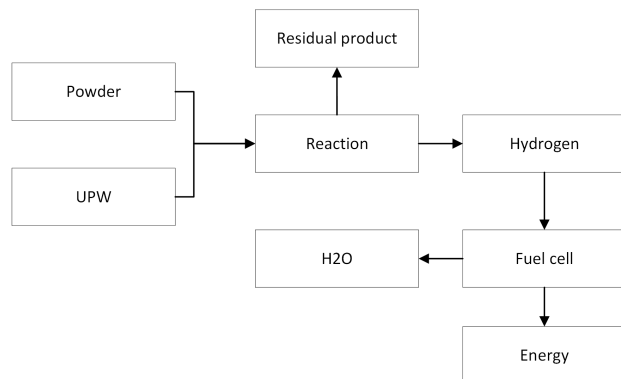 Residual product
Powder
Reaction
Hydrogen
UPW
H2O
Fuel cell
Energy